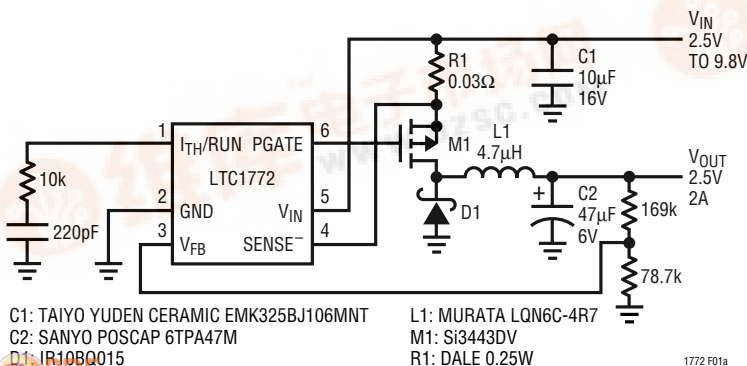 VIN
2.5V
TO 9.8V
R1
0.03Ω
C1
10μF
16V
1
ITH/RUN
PGATE
6
M1
L1
4.7μH
LTC1772
10k
220pF
2
GND
VIN
5
3
VFB
SENSE–
4
D1
+
C2
47μF
6V
169k
VOUT
2.5V
2A
78.7k
C1: TAIYO YUDEN CERAMIC EMK325BJ106MNT
C2: SANYO POSCAP 6TPA47M
D1: IR10BQ015
L1: MURATA LQN6C-4R7
M1: Si3443DV
R1: DALE 0.25W
1772 F01a